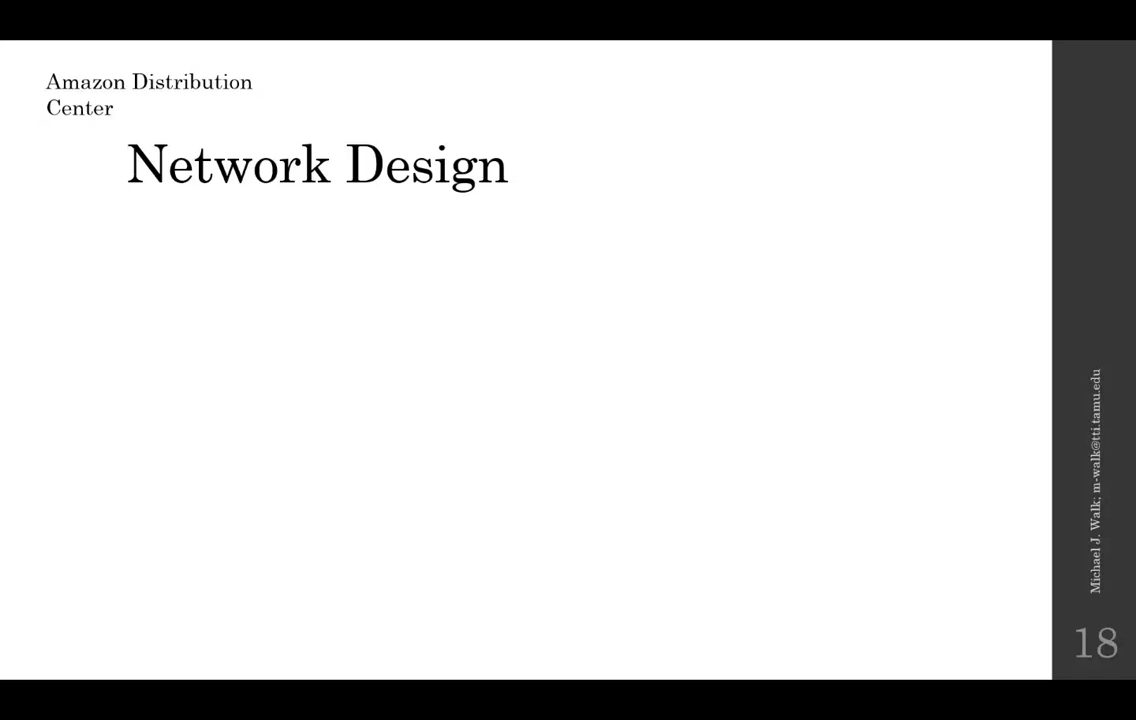 Amazon Distribution
Center
Network Design
Michael J. Walk; m-walk@tti.tamu.edu
18